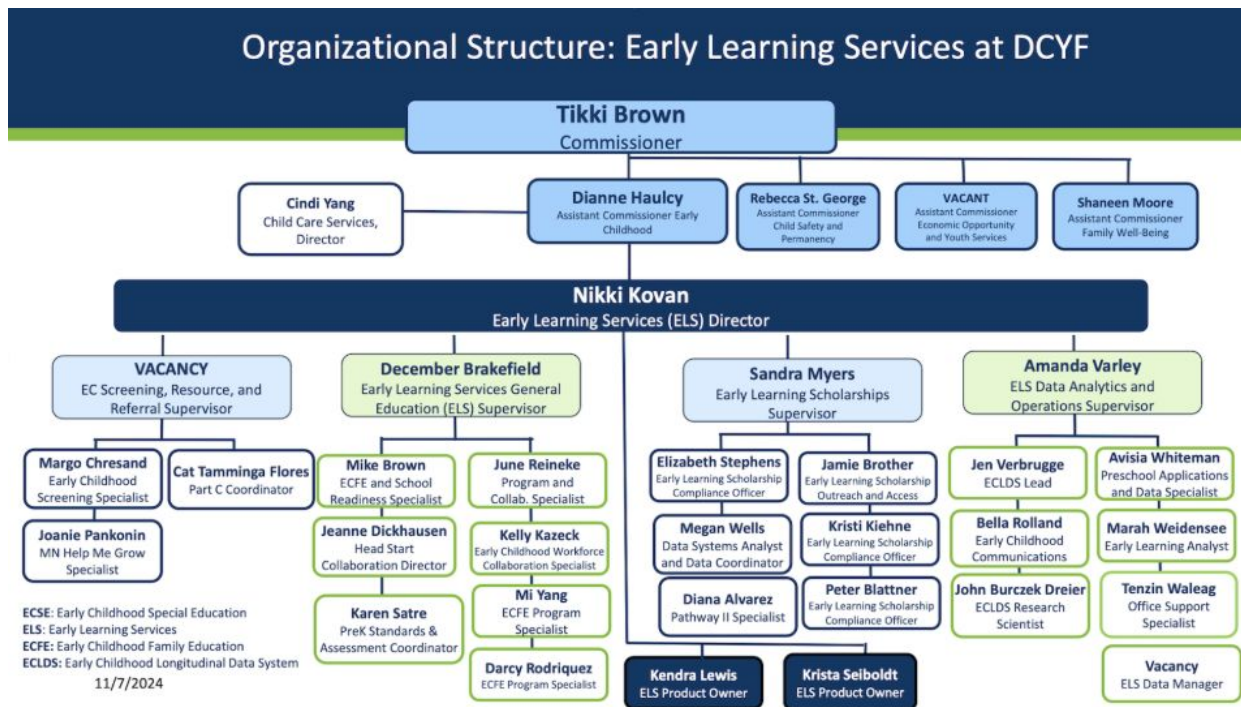 Organizational Structure: Early Learning Services at DCYF
Tikki Brown
Commissioner
Cindi Yang
Child Care Services,
Director
Dianne Haulcy
Assistant Commissioner Early
Childhood
Rebecca St. George
Assistant Commissioner
Child Safety and
Permanency
VACANT
Assistant Commissioner
Economic Opportunity
and Youth Services
Shaneen Moore
Assistant Commissioner
Family Well-Being
Nikki Kovan
Early Learning Services (ELS) Director
VACANCY
EC Screening, Resource, and
Referral Supervisor
December Brakefield
Early Learning Services General
Education (ELS) Supervisor
Sandra Myers
Early Learning Scholarships
Supervisor
Amanda Varley
ELS Data Analytics and
Operations Supervisor
Margo Chresand
Early Childhood
Screening Specialist
Cat Tamminga Flores
Part C Coordinator
Joanie Pankonin
MN Help Me Grow
Specialist
Mike Brown
ECFE and School
Readiness Specialist
June Reineke
Program and
Collab. Specialist
Jeanne Dickhausen
Head Start
Collaboration Director
Kelly Kazeck
Early Childhood Workforce
Collaboration Specialist
Karen Satre
PreK Standards &
Assessment Coordinator
Mi Yang
ECFE Program
Specialist
Darcy Rodriquez
ECFE Program Specialist
Elizabeth Stephens
Early Learning Scholarship
Compliance Officer
Jamie Brother
Early Learning Scholarship
Outreach and Access
Megan Wells
Data Systems Analyst
and Data Coordinator
Kristi Kiehne
Early Learning Scholarship
Compliance Officer
Diana Alvarez
Pathway II Specialist
Peter Blattner
Early Learning Scholarship
Compliance Officer
Jen Verbrugge
ECLDS Lead
Avisia Whiteman
Preschool Applications
and Data Specialist
Bella Rolland
Early Childhood
Communications
Marah Weidensee
Early Learning Analyst
John Burczek Dreier
ECLDS Research
Scientist
Tenzin Waleag
Office Support
Specialist
Vacancy
ELS Data Manager
Kendra Lewis
ELS Product Owner
Krista Seiboldt
ELS Product Owner
ECSE: Early Childhood Special Education
ELS: Early Learning Services
ECFE: Early Childhood Family Education
ECLDS: Early Childhood Longitudinal Data System
11/7/2024